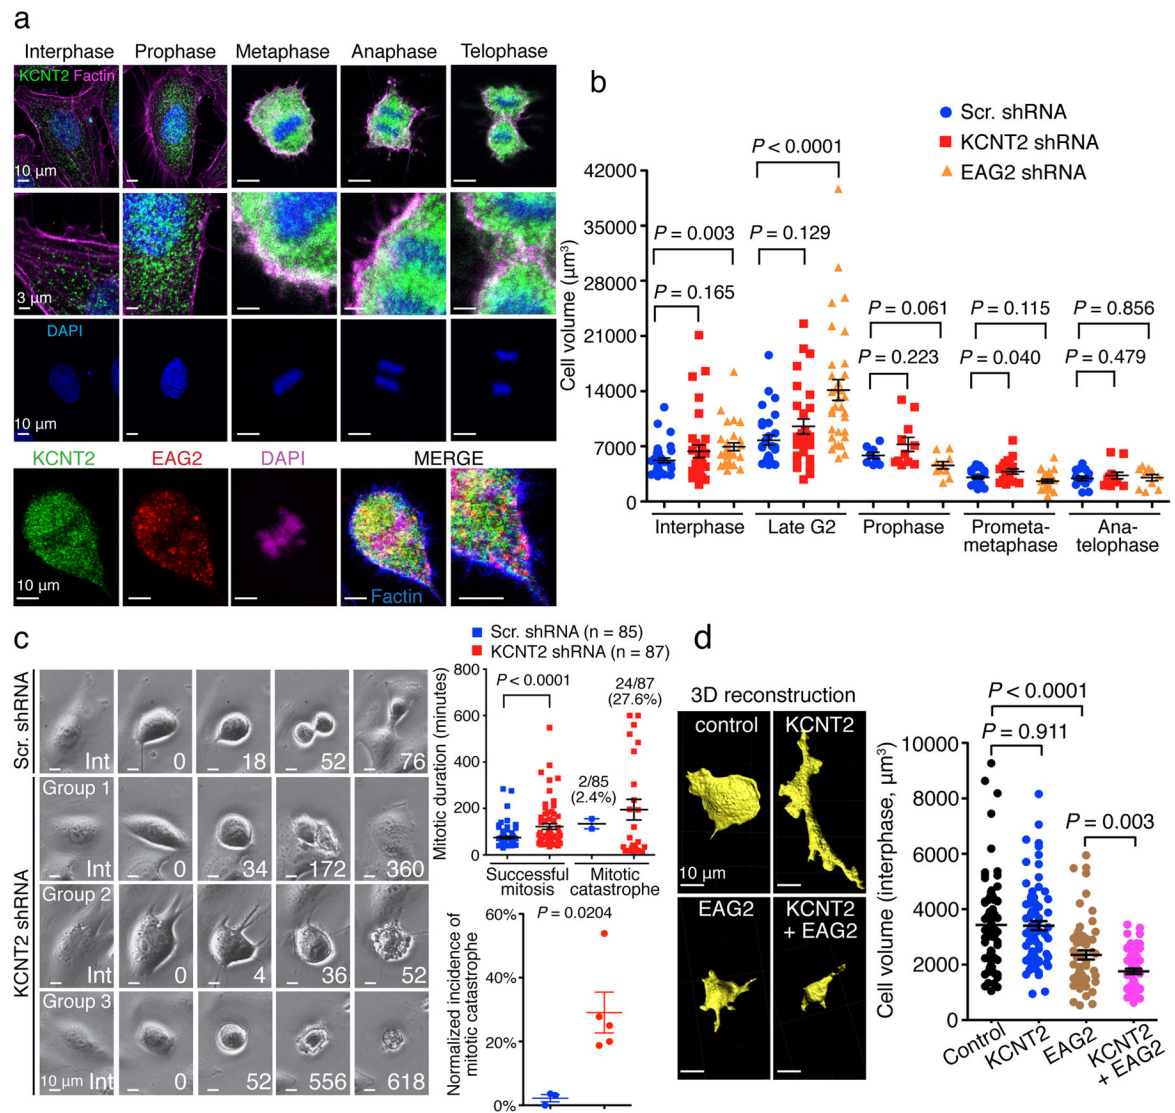 a
Interphase Prophase Metaphase Anaphase Telophase
KCNT2 Factin
10 μm
3 μm
DAPI
10 μm
KCNT2 EAG2 DAPI MERGE
10 μm
Factin
b
Scr. shRNA
KCNT2 shRNA
EAG2 shRNA
Cell volume (μm³)
42000
35000
28000
21000
14000
7000
0
P < 0.0001
P = 0.003
P = 0.129
P = 0.165
P = 0.061
P = 0.115
P = 0.856
P = 0.223
P = 0.040
P = 0.479
Interphase Late G2 Prophase Prometa-metaphase Ana-telophase
c
Scr. shRNA
Int 0 18 52 76
KCNT2 shRNA
Group 1
Int 0 34 172 360
Group 2
Int 0 4 36 52
Group 3
10 μm Int 0 52 556 618
Scr. shRNA (n = 85)
KCNT2 shRNA (n = 87)
Mitotic duration (minutes)
800
600
400
200
0
P < 0.0001
24/87
(27.6%)
2/85
(2.4%)
Successful mitosis
Mitotic catastrophe
Normalized incidence of mitotic catastrophe
60%
40%
20%
0%
P = 0.0204
d
3D reconstruction
control KCNT2
10 μm
EAG2 KCNT2
+ EAG2
P < 0.0001
P = 0.911
P = 0.003
Cell volume (interphase, μm³)
10000
8000
6000
4000
2000
0
Control
KCNT2
EAG2
KCNT2
+ EAG2